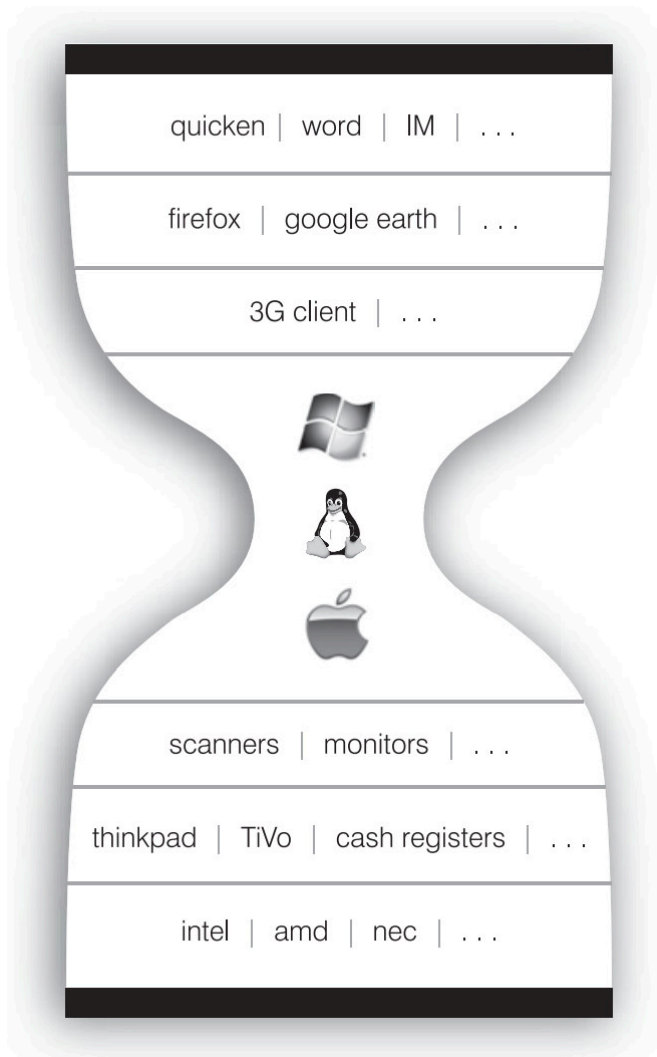 quicken | word | IM | . . .
firefox | google earth | . . .
3G client | . . .
scanners | monitors | . . .
thinkpad | TiVo | cash registers | . . .
intel | amd | nec | . . .